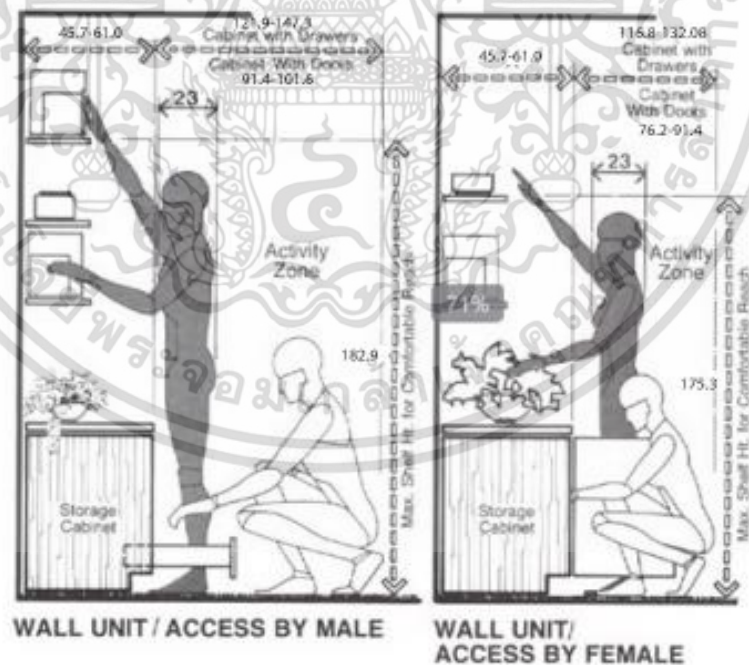 45.7-61.0
121.9-147.3
Cabinet with Drawers
Cabinet With Doors
91.4-101.6
23
Activity
Zone
182.9
Max. Shelf Ht. for Comfortable Reach
Storage
Cabinet
WALL UNIT / ACCESS BY MALE
45.7-61.0
116.8-132.08
Cabinet with
Drawers
Cabinet
With Doors
76.2-91.4
23
Activity
Zone
71%
175.3
Max. Shelf Ht. for Comfortable Reach
Storage
Cabinet
WALL UNIT/
ACCESS BY FEMALE